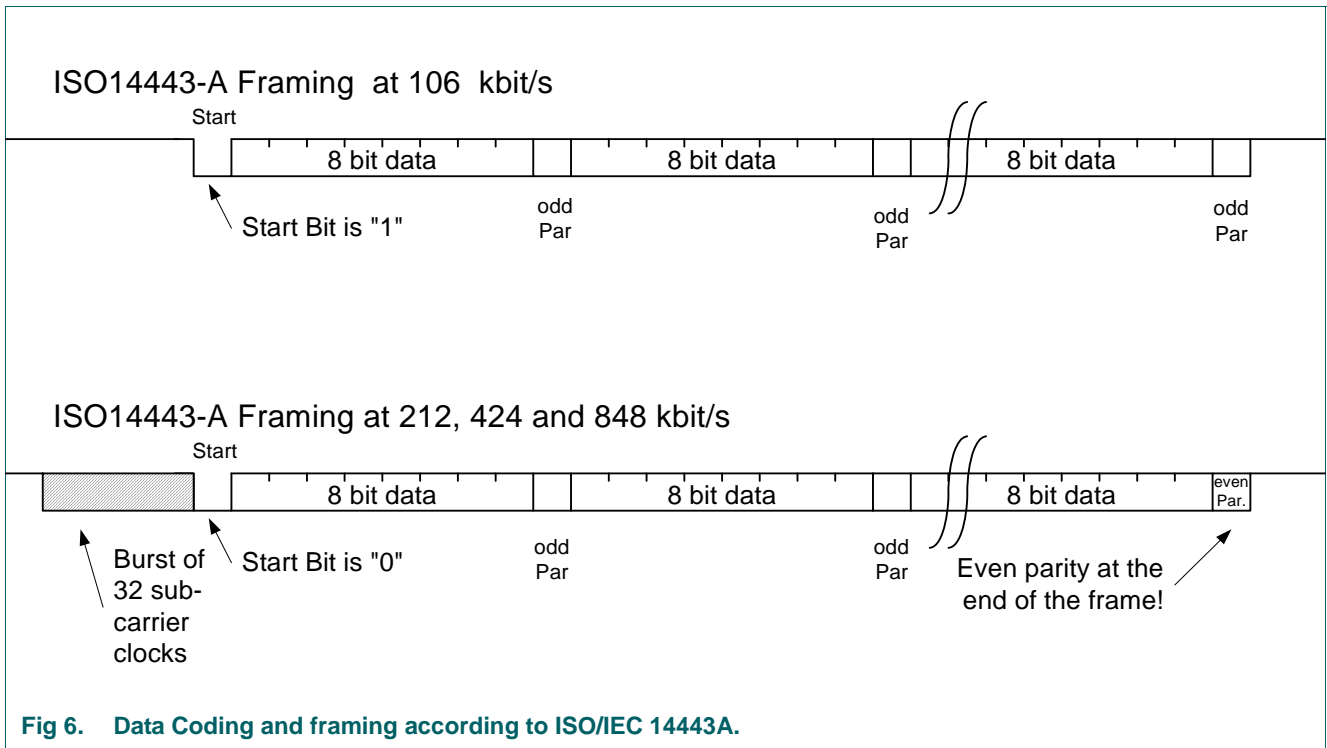 ISO14443-A Framing at 106 kbit/s
Start
8 bit data
8 bit data
8 bit data
Start Bit is "1"
odd
Par
odd
Par
odd
Par
ISO14443-A Framing at 212, 424 and 848 kbit/s
Start
8 bit data
8 bit data
8 bit data
even
Par.
Burst of
32 sub-
carrier
clocks
Start Bit is "0"
odd
Par
odd
Par
Even parity at the
end of the frame!
Fig 6. Data Coding and framing according to ISO/IEC 14443A.